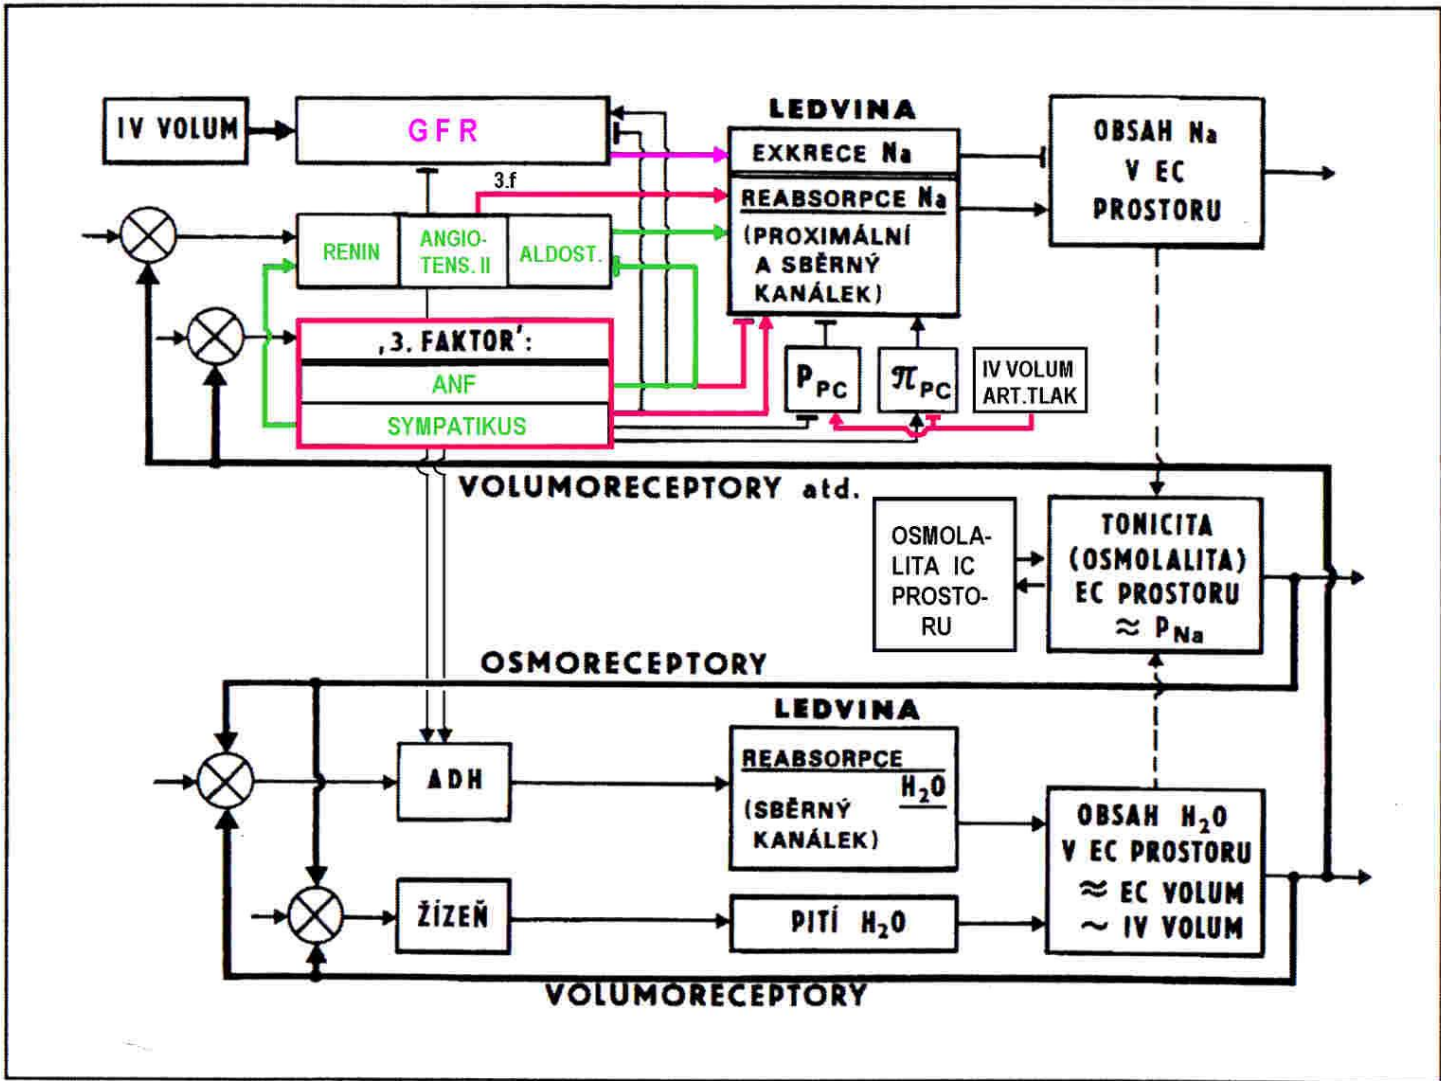 LEDVINA
IV VOLUM
GFR
EXKRECE Na
OBSAH Na
V EC
PROSTORU
3.f
REABSORPCE Na
(PROXIMÁLNÍ
A SBĚRNÝ
KANÁLEK)
RENIN
ANGIO-
TENS. II
ALDOST.
‚3. FAKTOR‘:
ANF
SYMPATIKUS
P PC
π PC
IV VOLUM
ART.TLAK
VOLUMORECEPTORY atd.
OSMOLA-
LITA IC
PROSTO-
RU
TONICITA
(OSMOLALITA)
EC PROSTORU
≈ P Na
OSMORECEPTORY
LEDVINA
ADH
REABSORPCE
H₂O
(SBĚRNÝ
KANÁLEK)
OBSAH H₂O
V EC PROSTORU
≈ EC VOLUM
~ IV VOLUM
ŽÍZEŇ
PITÍ H₂O
VOLUMORECEPTORY